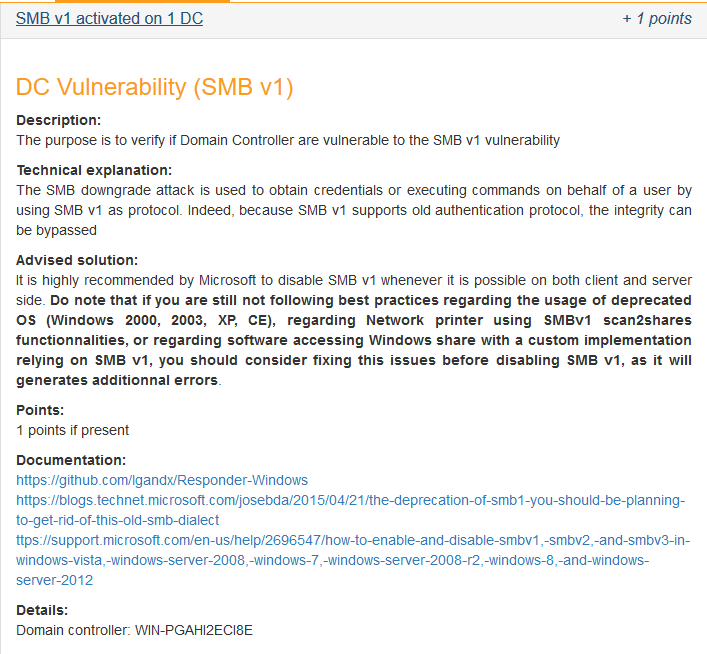 SMB v1 activated on 1 DC
+ 1 points
DC Vulnerability (SMB v1)
Description:
The purpose is to verify if Domain Controller are vulnerable to the SMB v1 vulnerability
Technical explanation:
The SMB downgrade attack is used to obtain credentials or executing commands on behalf of a user by
using SMB v1 as protocol. Indeed, because SMB v1 supports old authentication protocol, the integrity can
be bypassed
Advised solution:
It is highly recommended by Microsoft to disable SMB v1 whenever it is possible on both client and server
side. Do note that if you are still not following best practices regarding the usage of deprecated
OS (Windows 2000, 2003, XP, CE), regarding Network printer using SMBv1 scan2shares
functionnalities, or regarding software accessing Windows share with a custom implementation
relying on SMB v1, you should consider fixing this issues before disabling SMB v1, as it will
generates additionnal errors.
Points:
1 points if present
Documentation:
https://github.com/lgandx/Responder-Windows
https://blogs.technet.microsoft.com/josebda/2015/04/21/the-deprecation-of-smb1-you-should-be-planning-
to-get-rid-of-this-old-smb-dialect
ttps://support.microsoft.com/en-us/help/2696547/how-to-enable-and-disable-smbv1,-smbv2,-and-smbv3-in-
windows-vista,-windows-server-2008,-windows-7,-windows-server-2008-r2,-windows-8,-and-windows-
server-2012
Details:
Domain controller: WIN-PGAHI2ECI8E